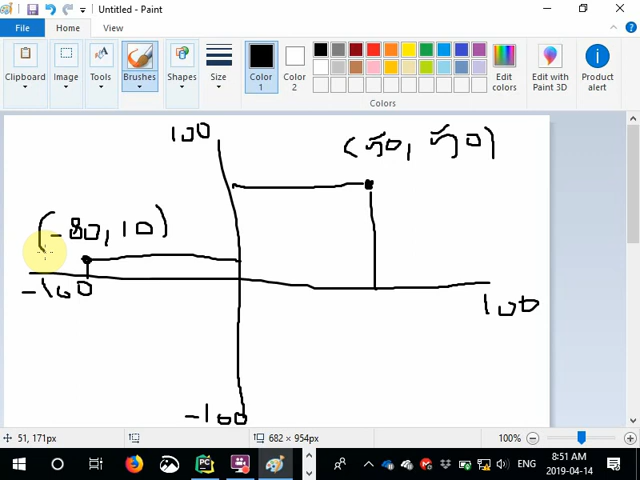 Untitled - Paint
File Home View
Clipboard Image Tools Brushes Shapes Size Color 1 Color 2 Edit colors Edit with Paint 3D Product alert
Colors
100
(50, 50)
(-80, 10)
-100
100
-100
51, 171px 682 × 954px 100%
PC ENG 8:51 AM
2019-04-14